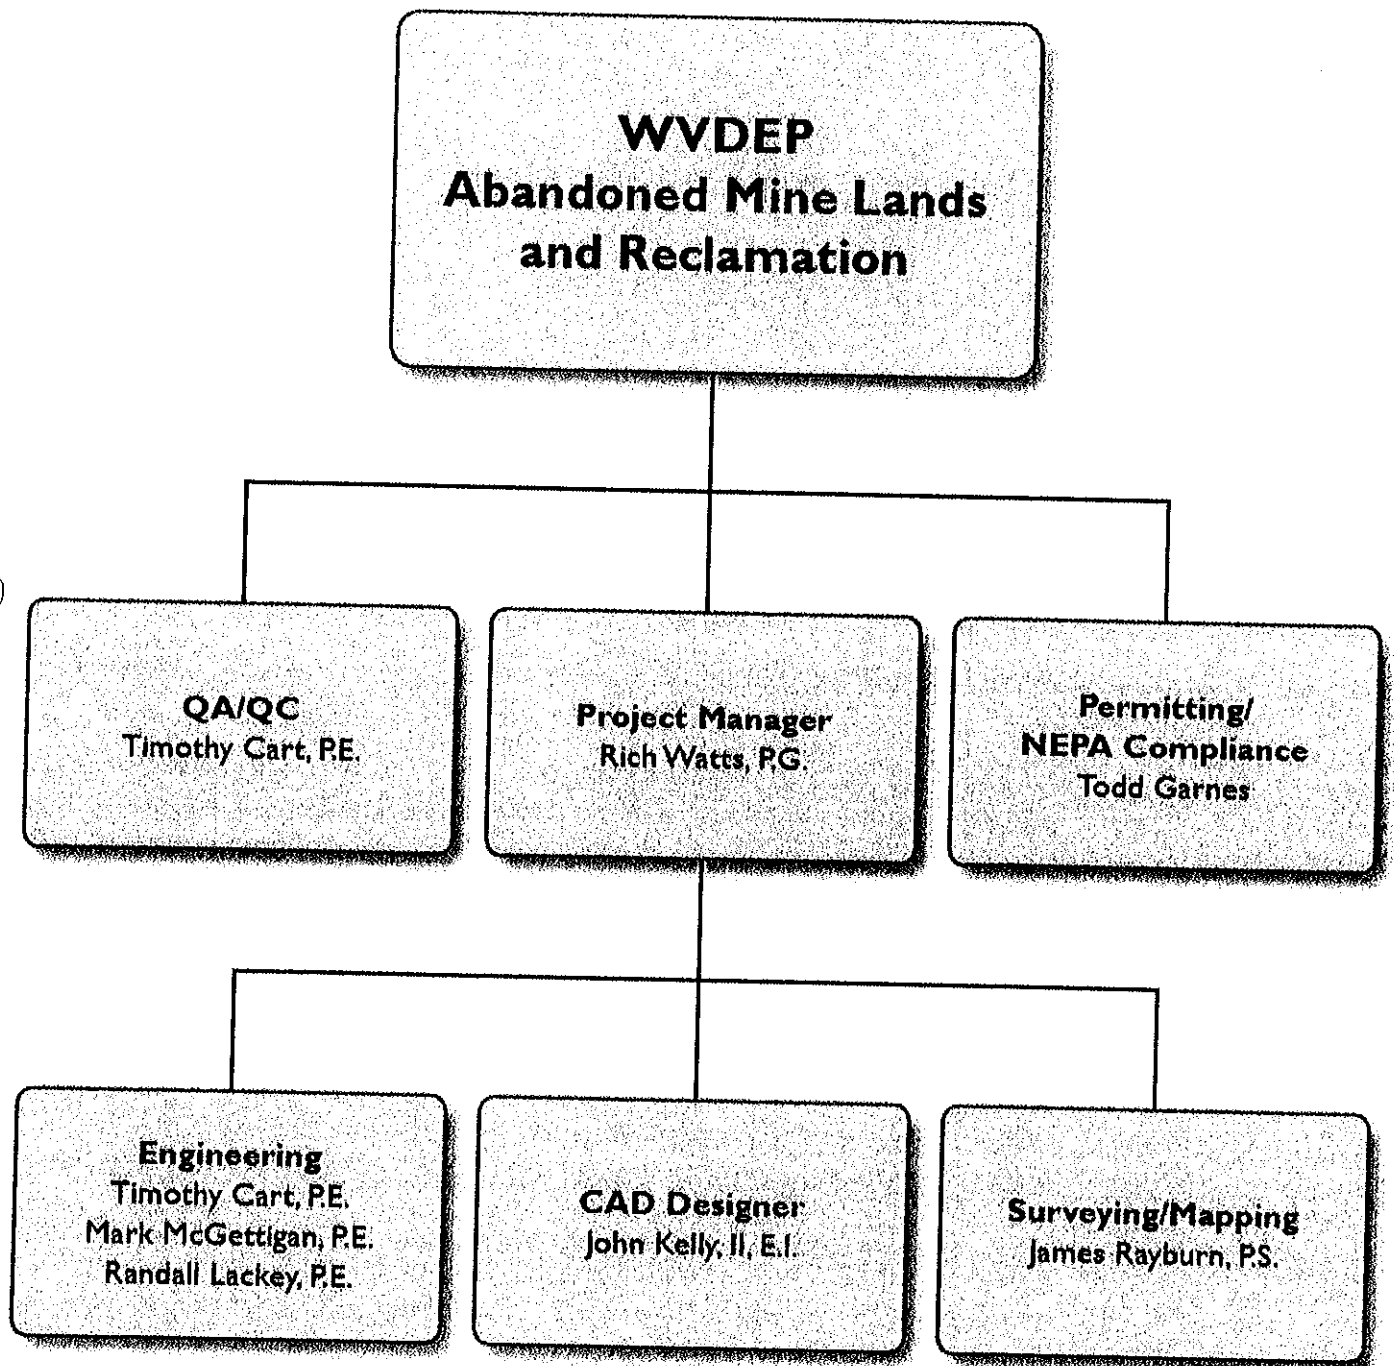 WVDEP
Abandoned Mine Lands
and Reclamation
QA/QC
Timothy Cart, P.E.
Project Manager
Rich Watts, P.G.
Permitting/
NEPA Compliance
Todd Garnes
Engineering
Timothy Cart, P.E.
Mark McGettigan, P.E.
Randall Lackey, P.E.
CAD Designer
John Kelly, II, E.I.
Surveying/Mapping
James Rayburn, P.S.